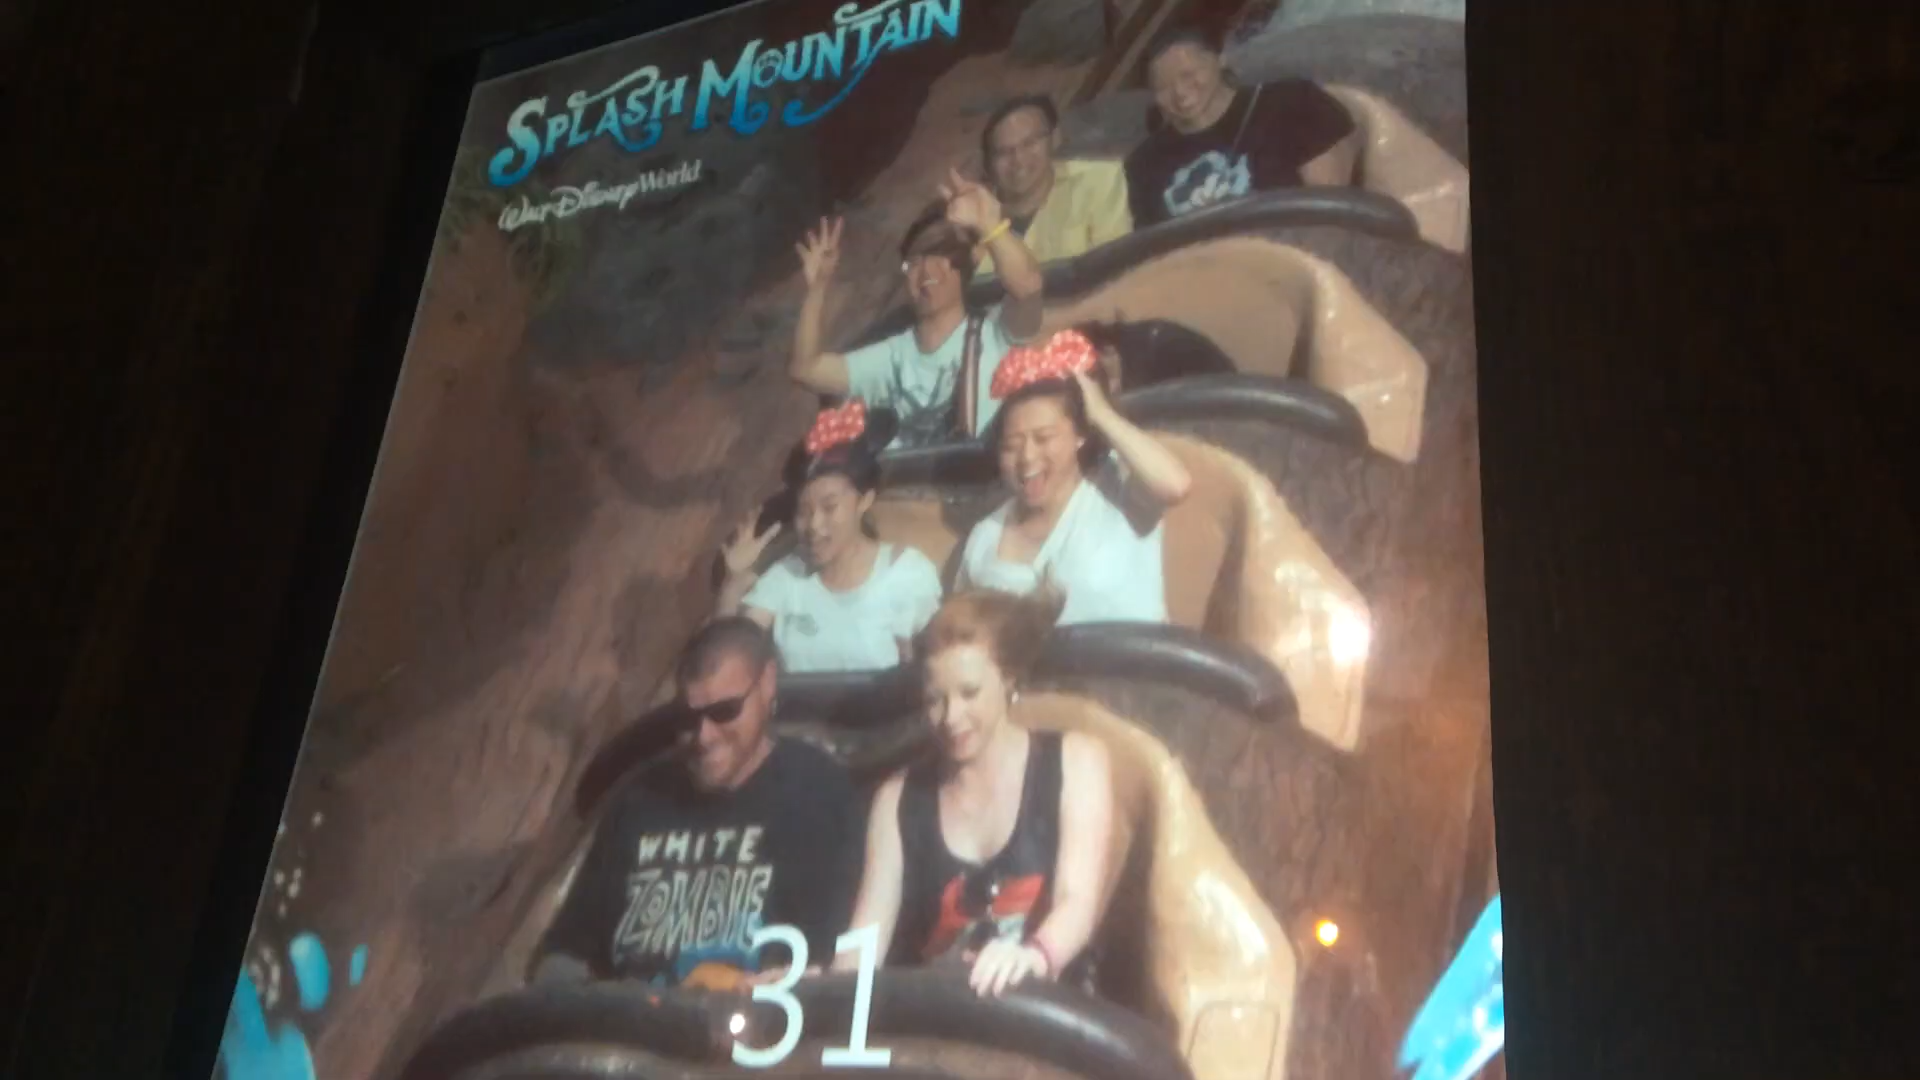 SPLASH MOUNTAIN
Walt Disney World
WHITE
ZOMBIE
31